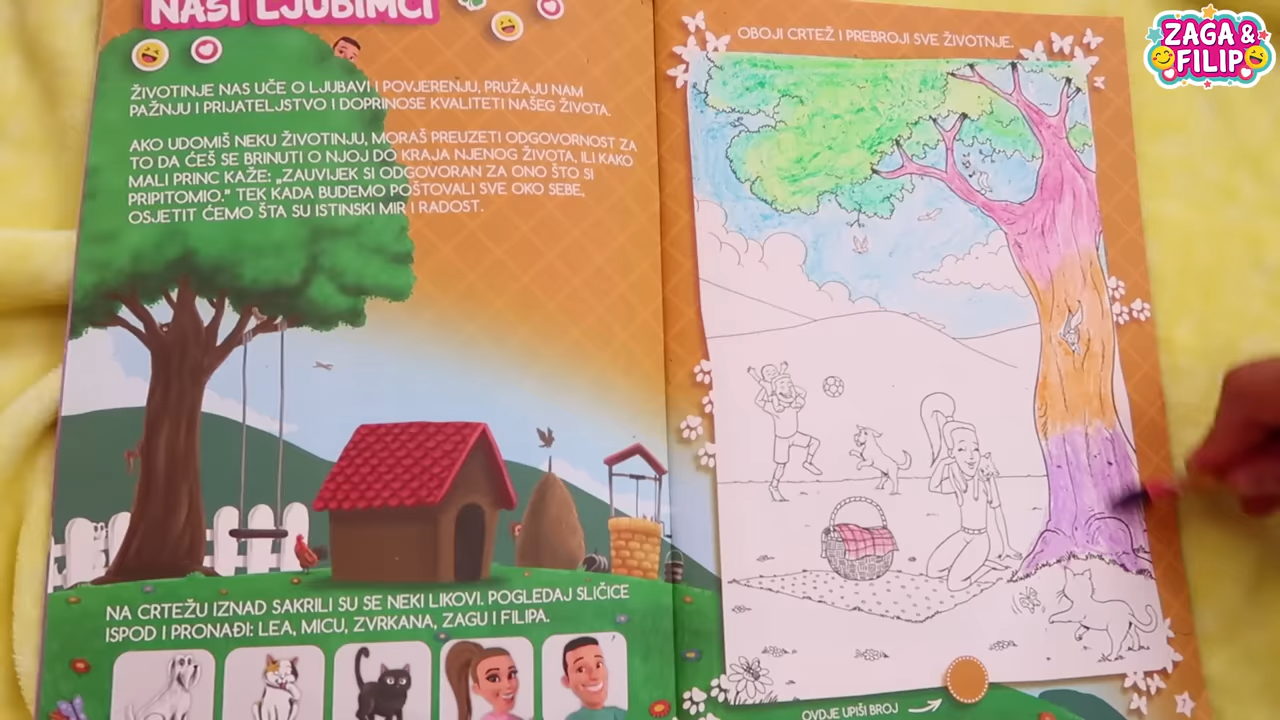 NAŠI LJUBIMCI
ŽIVOTINJE NAS UČE O LJUBAVI I POVJERENJU, PRUŽAJU NAM
PAŽNJU I PRIJATELJSTVO I DOPRINOSE KVALITETI NAŠEG ŽIVOTA.
AKO UDOMIŠ NEKU ŽIVOTINJU, MORAŠ PREUZETI ODGOVORNOST ZA
TO DA ĆEŠ SE BRINUTI O NJOJ DO KRAJA NJENOG ŽIVOTA. ILI KAKO
MALI PRINC KAŽE: „ZAUVIJEK SI ODGOVORAN ZA ONO ŠTO SI
PRIPITOMIO.” TEK KADA BUDEMO POŠTOVALI SVE OKO SEBE,
OSJETIT ĆEMO ŠTA SU ISTINSKI MIR I RADOST.
NA CRTEŽU IZNAD SAKRILI SU SE NEKI LIKOVI. POGLEDAJ SLIČICE
ISPOD I PRONAĐI: LEA, MICU, ZVRKANA, ZAGU I FILIPA.
OBOJI CRTEŽ I PREBROJI SVE ŽIVOTNJE.
OVDJE UPIŠI BROJ
ZAGA &
FILIP